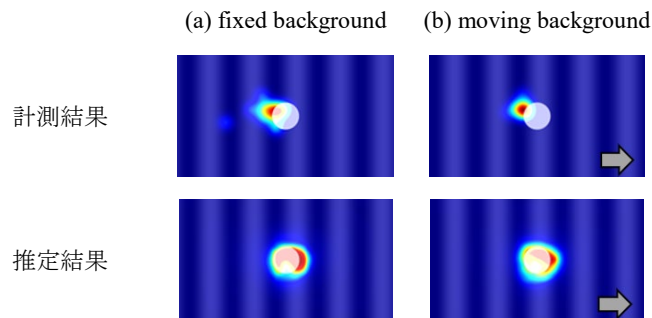 (a) fixed background (b) moving background
計測結果
推定結果